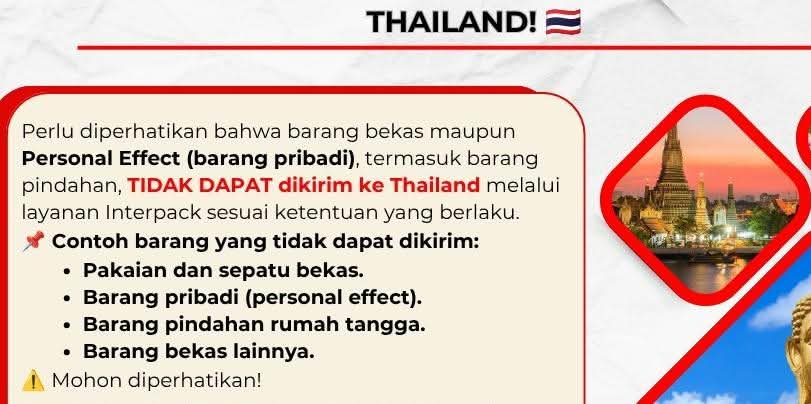 THAILAND! 🇹🇭
Perlu diperhatikan bahwa barang bekas maupun
Personal Effect (barang pribadi), termasuk barang
pindahan, TIDAK DAPAT dikirim ke Thailand melalui
layanan Interpack sesuai ketentuan yang berlaku.
📌 Contoh barang yang tidak dapat dikirim:
• Pakaian dan sepatu bekas.
• Barang pribadi (personal effect).
• Barang pindahan rumah tangga.
• Barang bekas lainnya.
⚠️ Mohon diperhatikan!